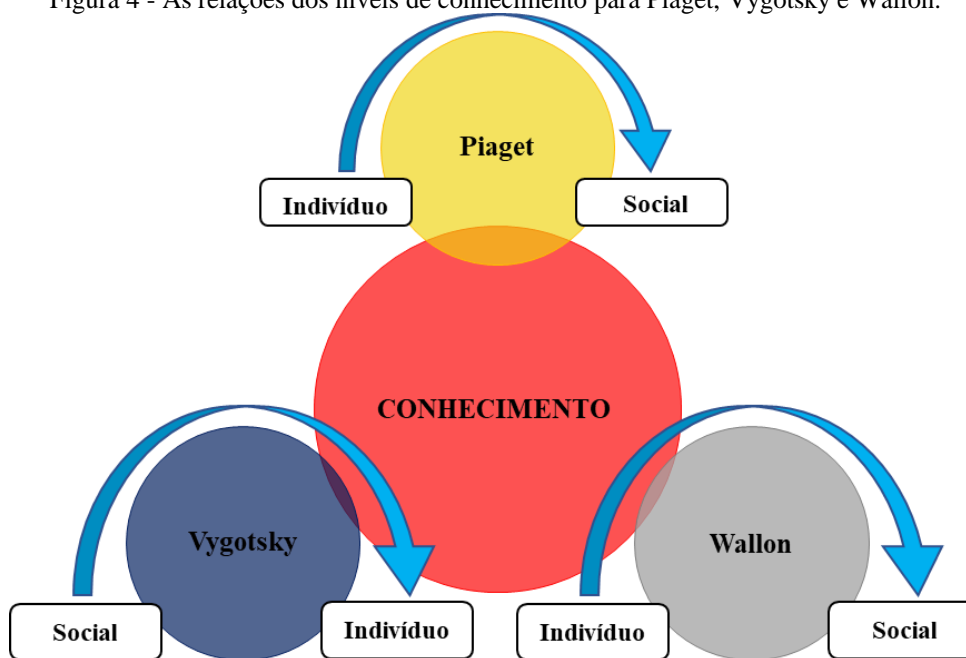 Figura 4 - As relações dos níveis de conhecimento para Piaget, Vygotsky e Wallon.
Piaget
Indivíduo
Social
CONHECIMENTO
Vygotsky
Wallon
Social
Indivíduo
Indivíduo
Social